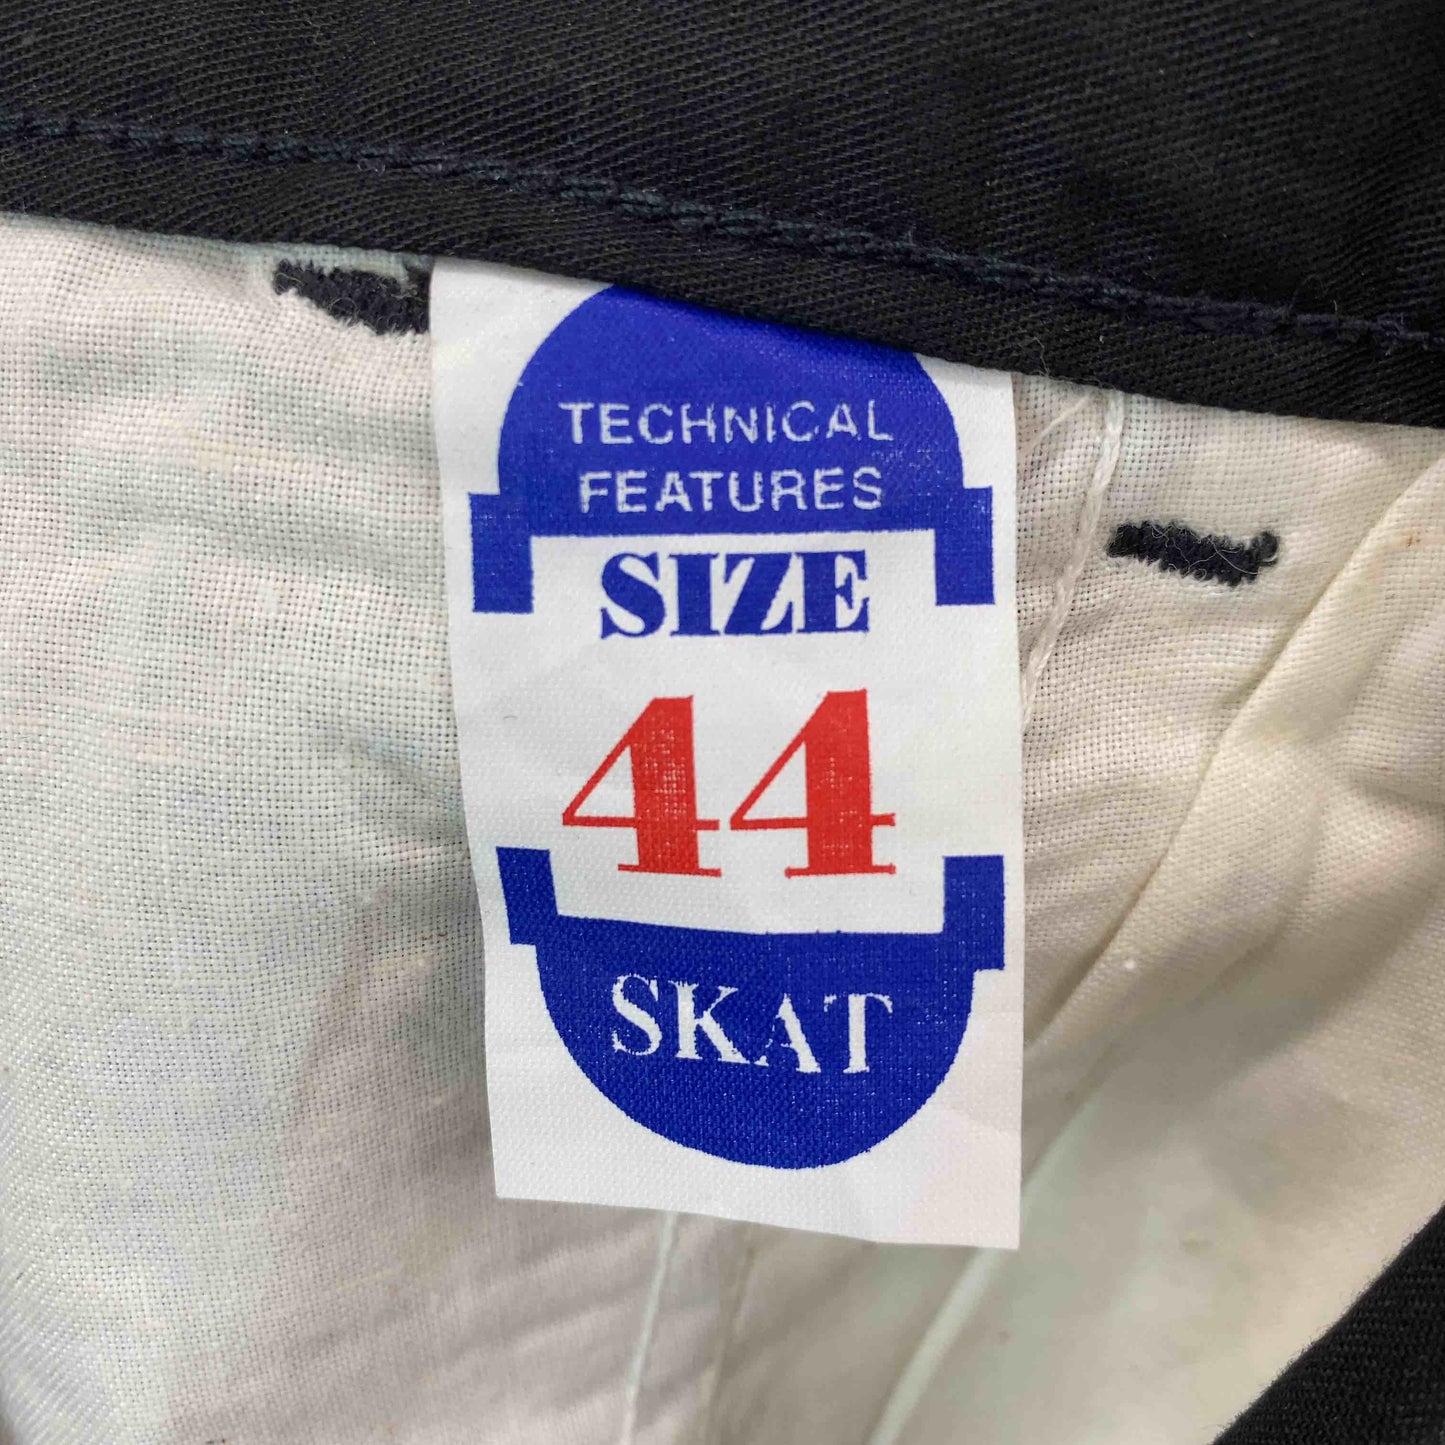 TECHNICAL
FEATURES
SIZE
44
SKAT